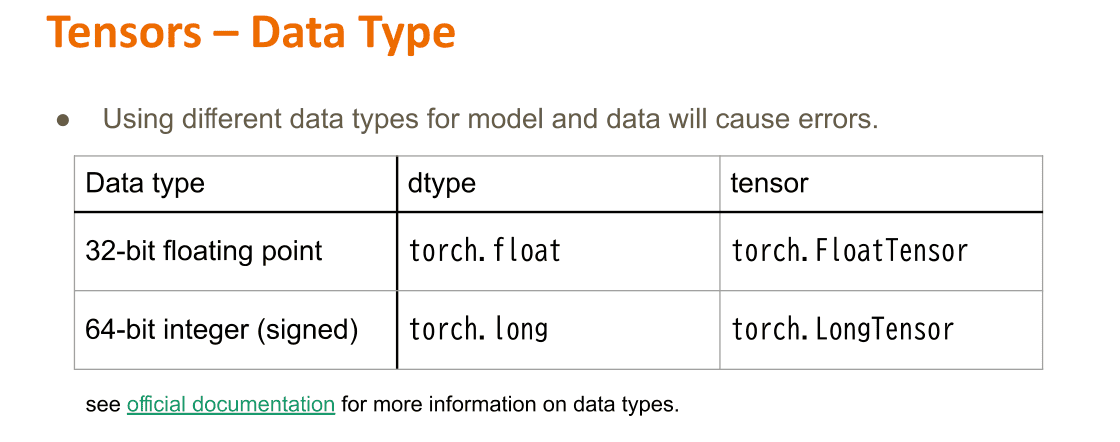 Tensors – Data Type
● Using different data types for model and data will cause errors.
Data type dtype tensor
32-bit floating point torch.float torch.FloatTensor
64-bit integer (signed) torch.long torch.LongTensor
see official documentation for more information on data types.